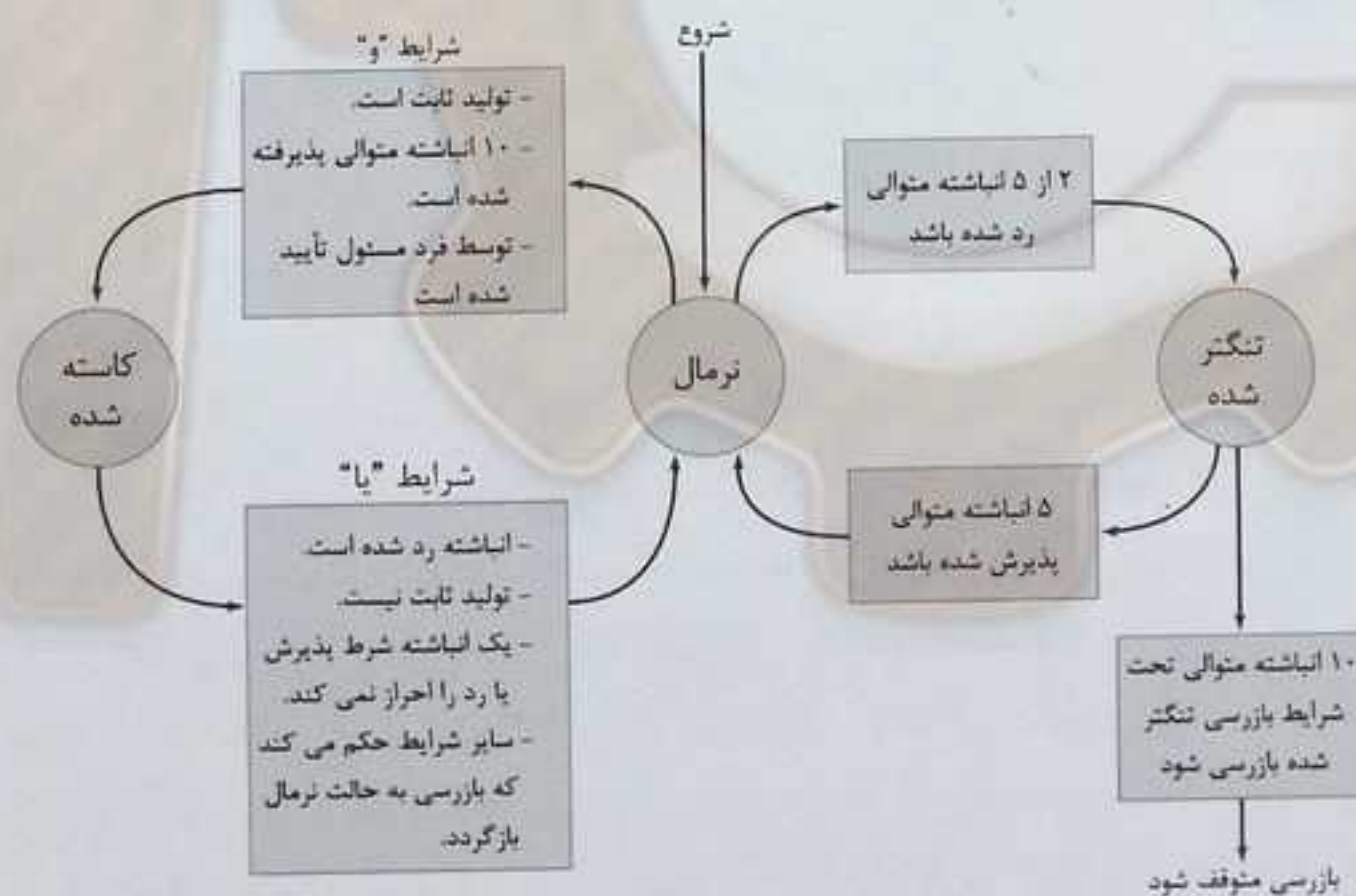 شروع
شرایط "و"
- تولید ثابت است.
- ۱۰ انباشته متوالی پذیرفته
شده است.
- توسط فرد مسئول تأیید
شده است
۲ از ۵ انباشته متوالی
رد شده باشد
کاسته
شده
نرمال
تنگتر
شده
شرایط "یا"
- انباشته رد شده است.
- تولید ثابت نیست.
- یک انباشته شرط پذیرش
یا رد را احراز نمی کند.
- سایر شرایط حکم می کند
که بازرسی به حالت نرمال
بازگردد.
۵ انباشته متوالی
پذیرش شده باشد
۱۰ انباشته متوالی تحت
شرایط بازرسی تنگتر
شده بازرسی شود
بازرسی متوقف شود